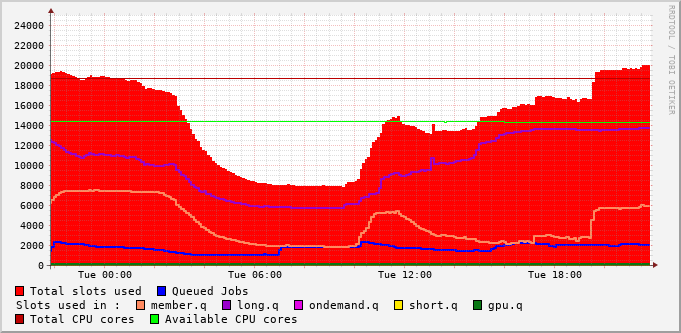 24000
22000
20000
18000
16000
14000
12000
10000
8000
6000
4000
2000
0
Tue 00:00 Tue 06:00 Tue 12:00 Tue 18:00
RRDTOOL / TOBI OETIKER
Total slots used Queued Jobs
Slots used in : member.q long.q ondemand.q short.q gpu.q
Total CPU cores Available CPU cores